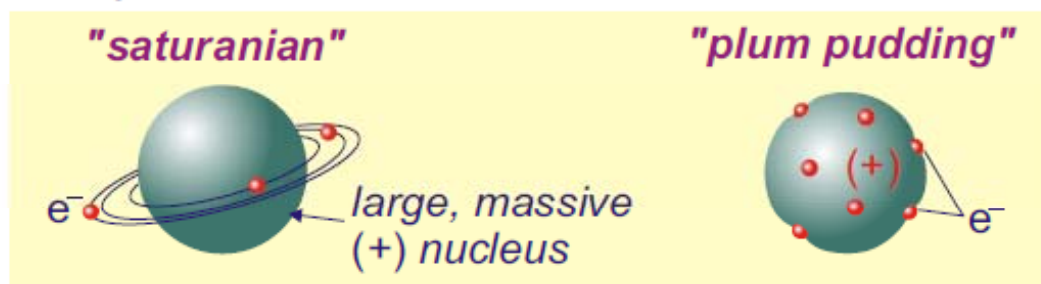 "saturanian"
"plum pudding"
e⁻
large, massive
(+) nucleus
(+)
e⁻